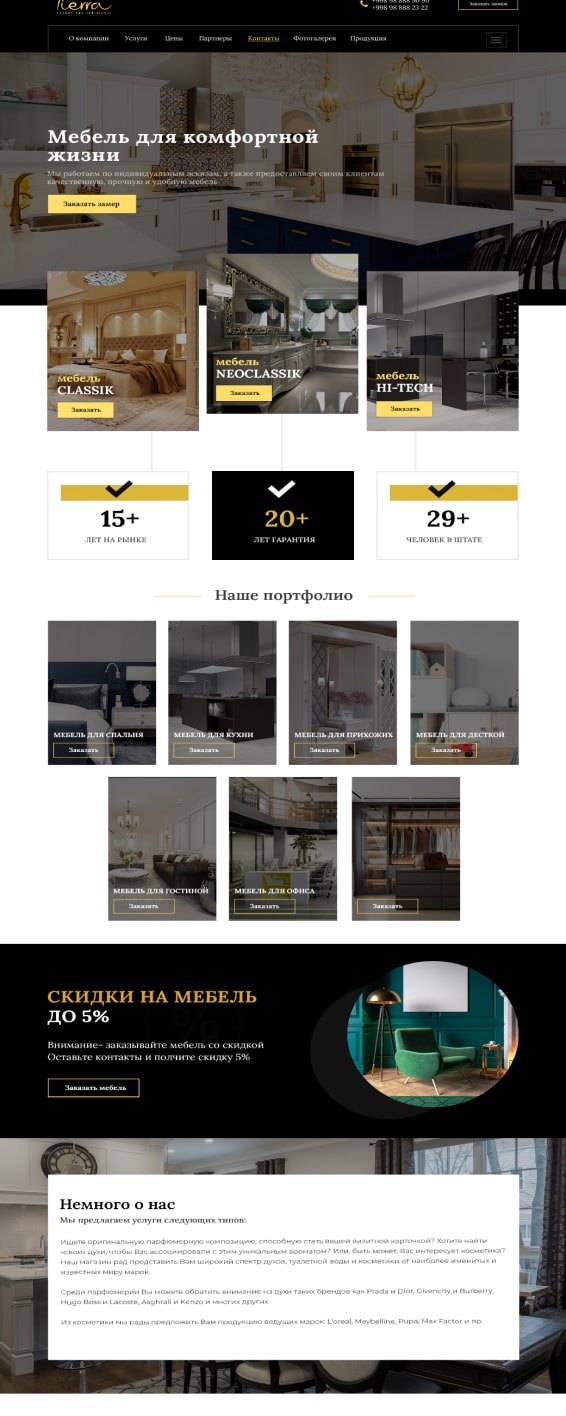 Tierra
+998 98 888 23 22
Заказать звонок
О компании Услуги Цены Партнеры Контакты Фотогалерея Продукция
Мебель для комфортной
жизни
Мы работаем по индивидуальным эскизам, а также предоставляем своим клиентам
качественную, прочную и удобную мебель
Заказать замер
мебель
CLASSIK
Заказать
мебель
NEOCLASSIK
Заказать
мебель
HI-TECH
Заказать
15+
ЛЕТ НА РЫНКЕ
20+
ЛЕТ ГАРАНТИЯ
29+
ЧЕЛОВЕК В ШТАТЕ
Наше портфолио
МЕБЕЛЬ ДЛЯ СПАЛЬНЯ
Заказать
МЕБЕЛЬ ДЛЯ КУХНИ
Заказать
МЕБЕЛЬ ДЛЯ ПРИХОЖИХ
Заказать
МЕБЕЛЬ ДЛЯ ДЕСТКОЙ
Заказать
МЕБЕЛЬ ДЛЯ ГОСТИНОЙ
Заказать
МЕБЕЛЬ ДЛЯ ОФИСА
Заказать
Заказать
СКИДКИ НА МЕБЕЛЬ
ДО 5%
Внимание- заказывайте мебель со скидкой
Оставьте контакты и полчите скидку 5%
Заказать мебель
Немного о нас
Мы предлагаем услуги следующих типов:
Ищете оригинальную парфюмерную композицию, способную стать вашей визитной карточкой? Хотите найти
«свои» духи, чтобы Вас ассоциировали с этим уникальным ароматом? Или, быть может, Вас интересует косметика?
Наш магазин рад представить Вам широкий спектр духов, туалетной воды и косметики от наиболее именитых и
известных миру марок.
Среди парфюмерии Вы можете обратить внимание на духи таких брендов как Prada и Dior, Givenchy и Burberry,
Hugo Boss и Lacoste, Asghrali и Kenzo и многих других.
Из косметики мы рады предложить Вам продукцию ведущих марок: L'oreal, Maybelline, Pupa, Max Factor и пр.